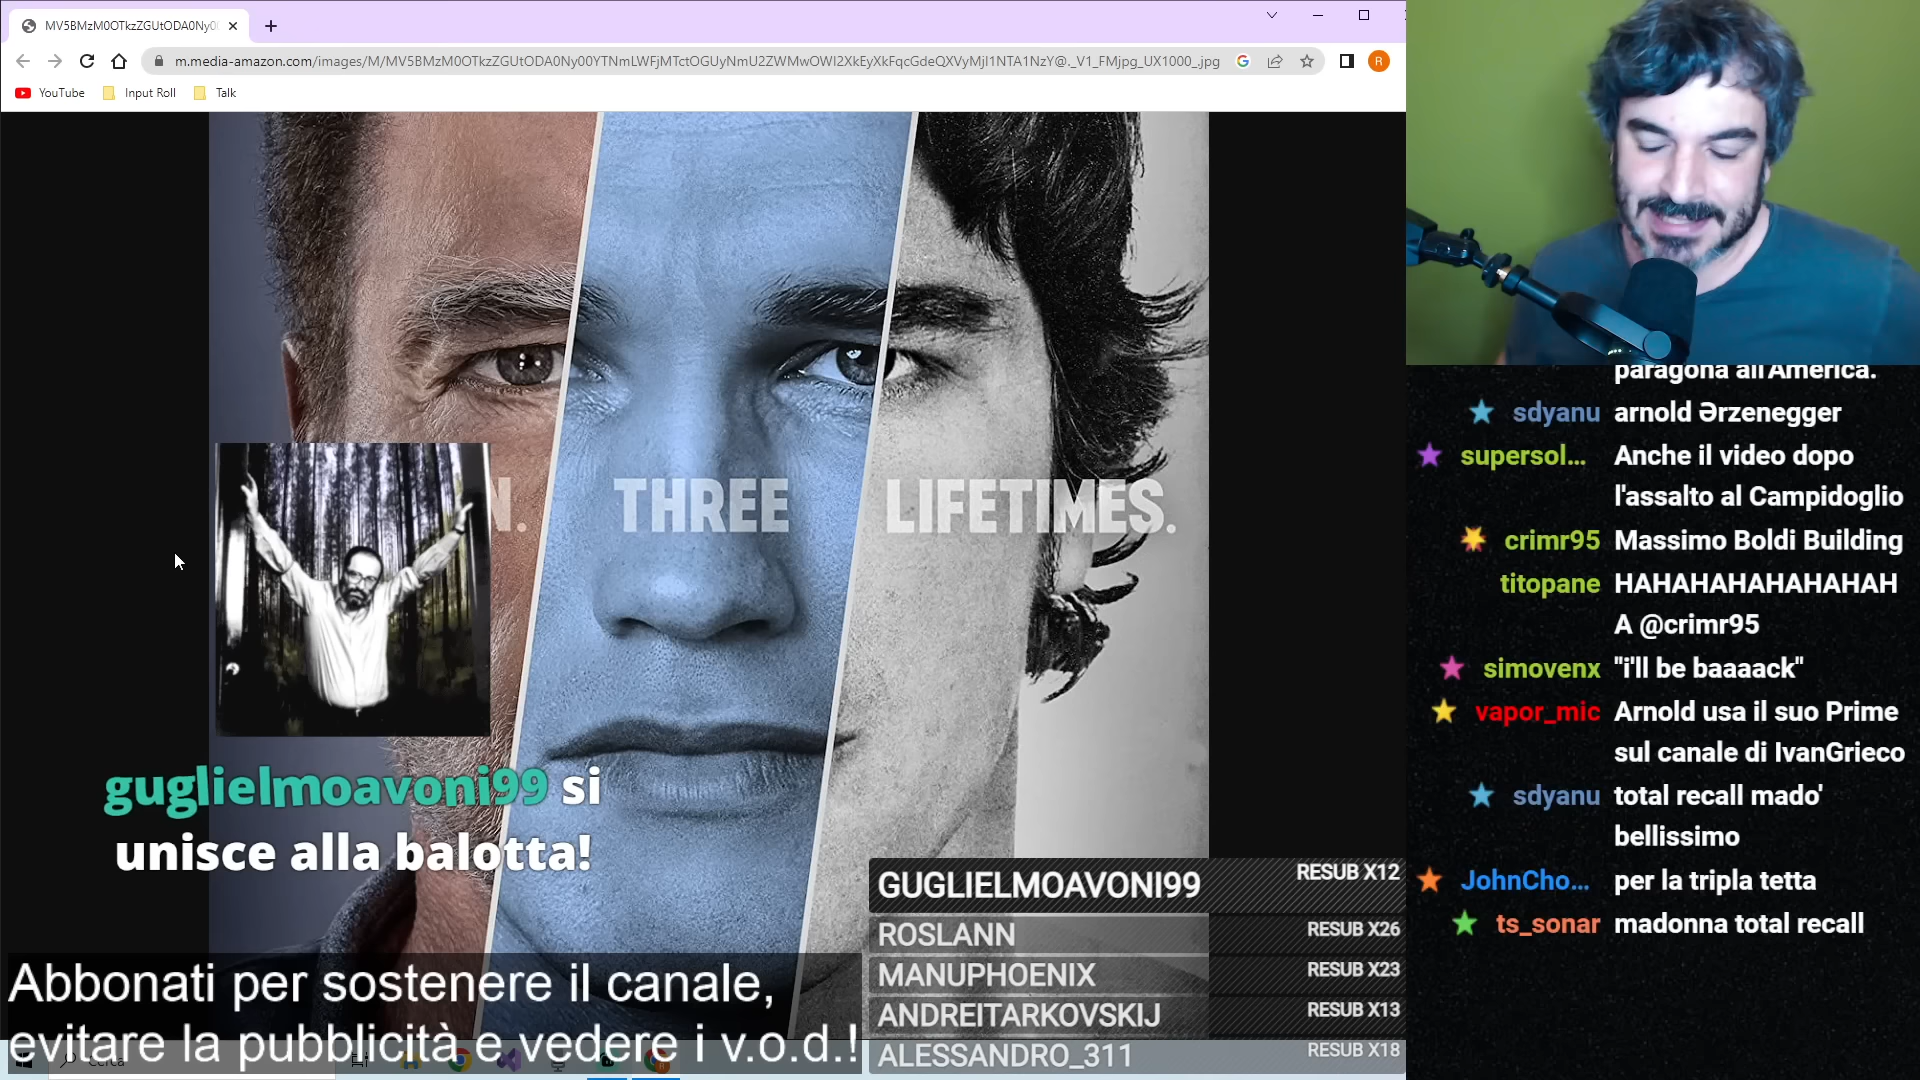 MV5BMzM0OTkzZGUtODA0Ny00
m.media-amazon.com/images/M/MV5BMzM0OTkzZGUtODA0Ny00YTNmLWFjMTctOGUyNmU2ZWMwOWI2XkEyXkFqcGdeQXVyMjI1NTA1NzY@._V1_FMjpg_UX1000_.jpg
R
YouTube
Input Roll
Talk
N.
THREE
LIFETIMES.
guglielmoavoni99 si
unisce alla balotta!
GUGLIELMOAVONI99 RESUB X12
ROSLANN RESUB X26
MANUPHOENIX RESUB X23
ANDREITARKOVSKIJ RESUB X13
ALESSANDRO_311 RESUB X18
Abbonati per sostenere il canale,
evitare la pubblicità e vedere i v.o.d.!
Cerca
paragona all'America.
sdyanu arnold Ərzenegger
supersol... Anche il video dopo
l'assalto al Campidoglio
crimr95 Massimo Boldi Building
titopane HAHAHAHAHAHAHAH
A @crimr95
simovenx "i'll be baaaack"
vapor_mic Arnold usa il suo Prime
sul canale di IvanGrieco
sdyanu total recall mado'
bellissimo
JohnCho... per la tripla tetta
ts_sonar madonna total recall